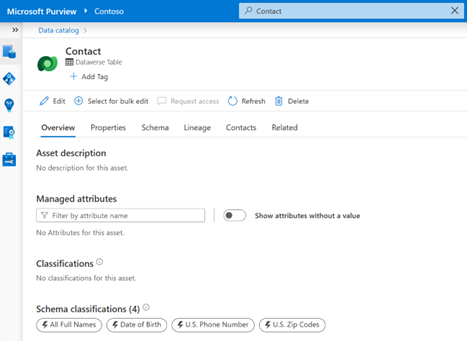 Microsoft Purview Contoso Contact
Data catalog
Contact
Dataverse Table
Add Tag
Edit Select for bulk edit Request access Refresh Delete
Overview Properties Schema Lineage Contacts Related
Asset description
No description for this asset.
Managed attributes
Filter by attribute name Show attributes without a value
No Attributes for this asset.
Classifications
No classifications for this asset.
Schema classifications (4)
All Full Names Date of Birth U.S. Phone Number U.S. Zip Codes